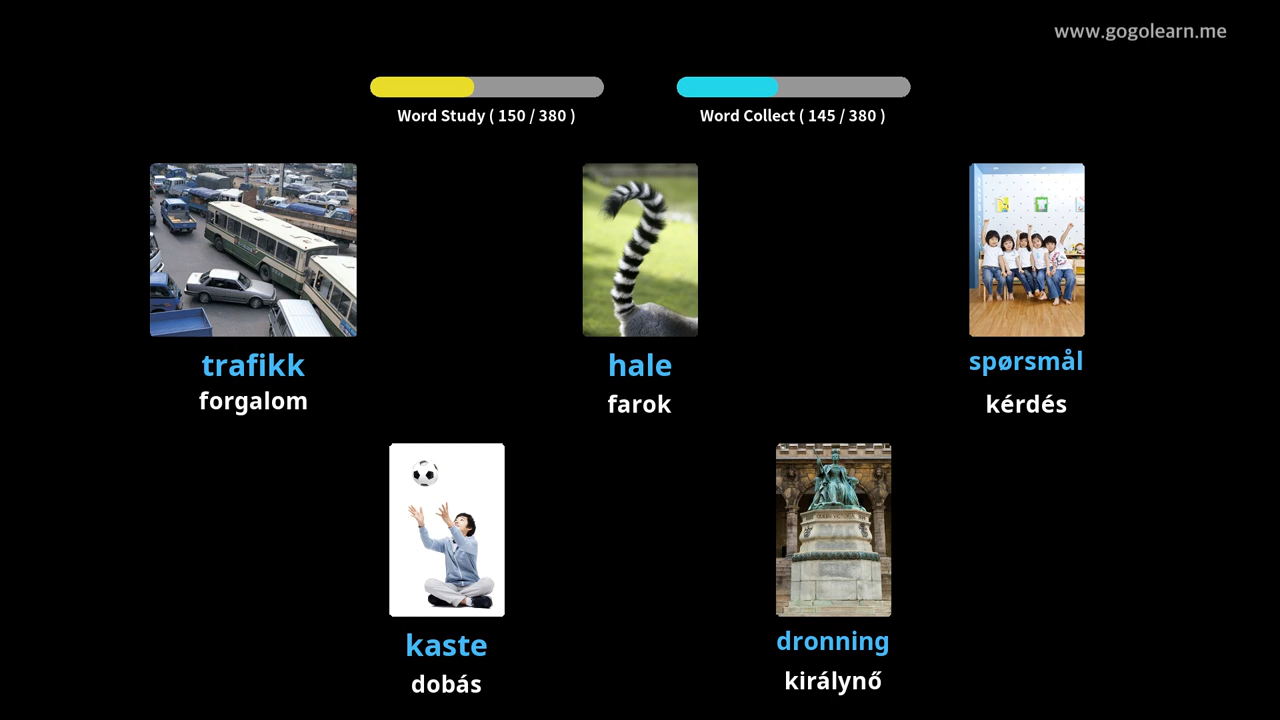 www.gogolearn.me
Word Study ( 150 / 380 )
Word Collect ( 145 / 380 )
trafikk
forgalom
hale
farok
spørsmål
kérdés
kaste
dobás
dronning
királynő